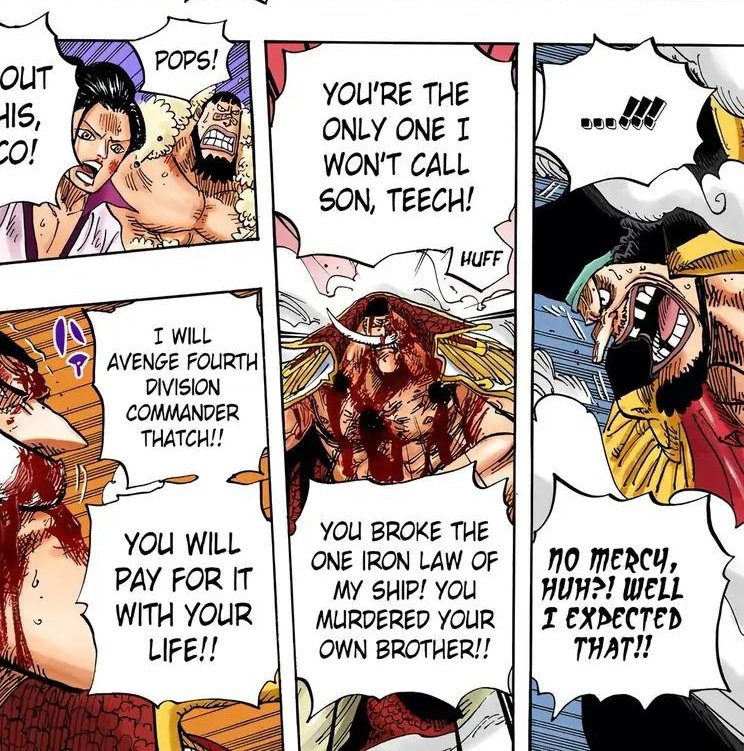 ...!!!
NO MERCY,
HUH?! WELL
I EXPECTED
THAT!!
YOU'RE THE
ONLY ONE I
WON'T CALL
SON, TEECH!
HUFF
YOU BROKE THE
ONE IRON LAW OF
MY SHIP! YOU
MURDERED YOUR
OWN BROTHER!!
POPS!
OUT
HIS,
CO!
I WILL
AVENGE FOURTH
DIVISION
COMMANDER
THATCH!!
YOU WILL
PAY FOR IT
WITH YOUR
LIFE!!